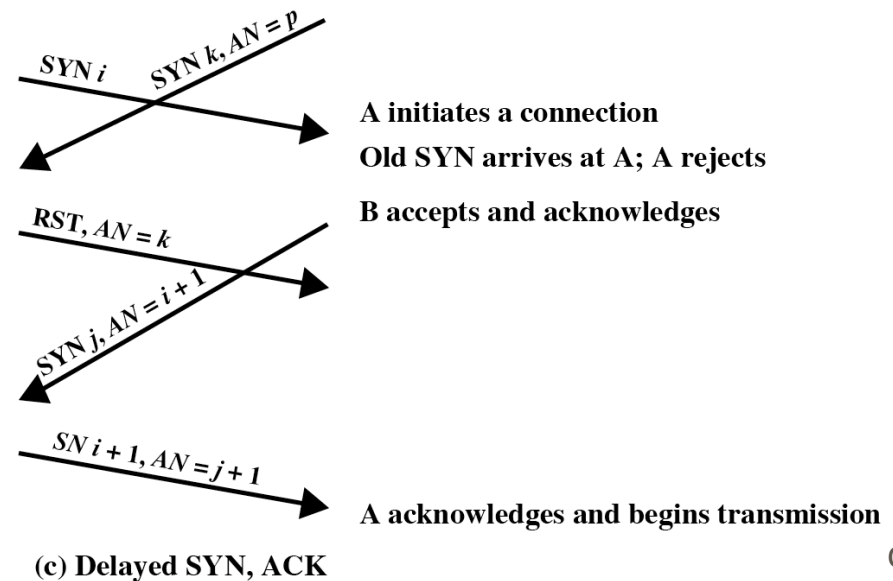 SYN i
SYN k, AN = p
A initiates a connection
Old SYN arrives at A; A rejects
B accepts and acknowledges
RST, AN = k
SYN j, AN = i + 1
SN i + 1, AN = j + 1
A acknowledges and begins transmission
(c) Delayed SYN, ACK